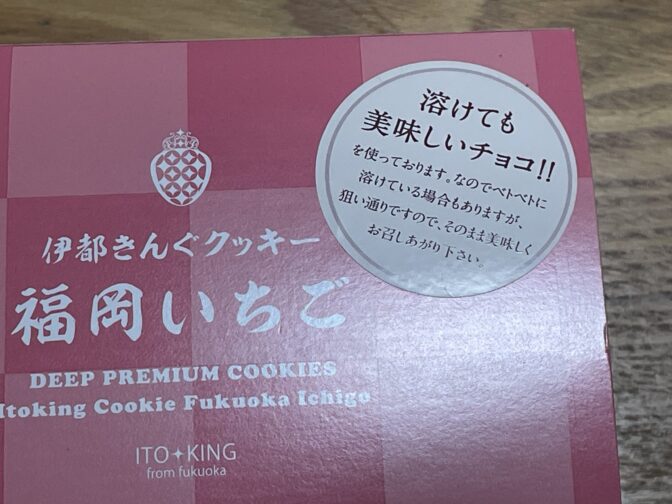 溶けても
美味しいチョコ!!
を使っております。なのでベトベトに
溶けている場合もありますが、
狙い通りですので、そのまま美味しく
お召しあがり下さい。
伊都きんぐクッキー
福岡いちご
DEEP PREMIUM COOKIES
Itoking Cookie Fukuoka Ichigo
ITO✦KING
from fukuoka